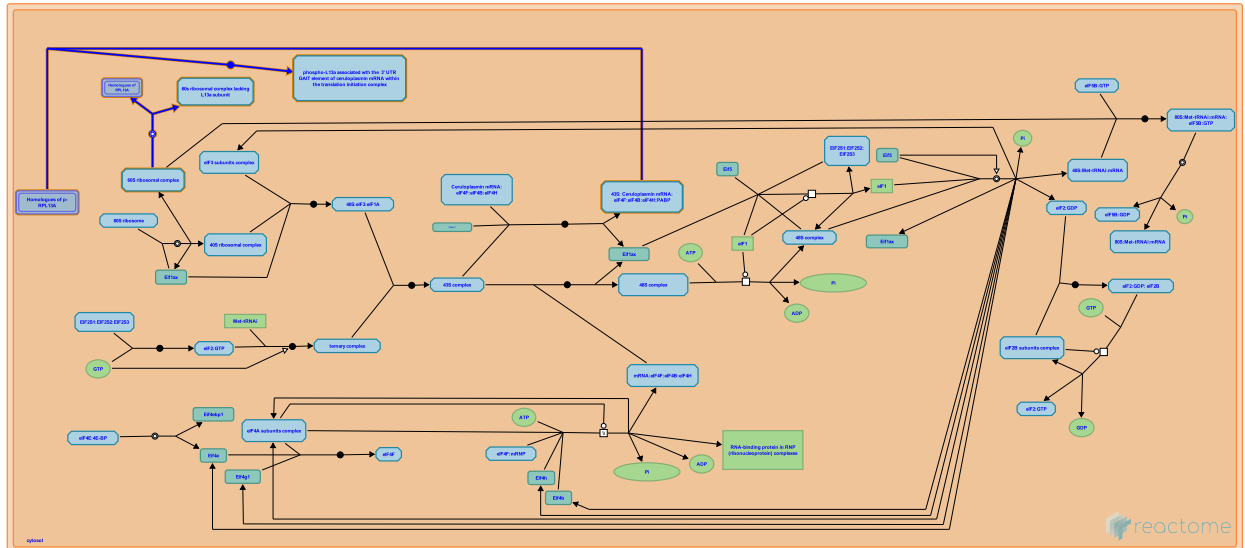 phospho-L13a associated wth the 3' UTR
GAIT element of ceruloplasmin mRNA within
the translation initiation complex
Homologues of
RPL13A
60s ribosomal complex lacking
L13a subunit
eIF5B:GTP
80S:Met-tRNAi:mRNA:
eIF5B:GTP
Pi
eIF3 subunits complex
EIF2S1:EIF2S2:
EIF2S3
Eif5
Eif5
40S:Met-tRNAi:mRNA
60S ribosomal complex
Ceruloplasmin mRNA:
eIF4F:eIF4B:eIF4H
43S: Ceruloplasmin mRNA:
eIF4F:eIF4B:eIF4H:PABP
eIF1
Homologues of p-
RPL13A
40S:eIF3:eIF1A
eIF2:GDP
eIF5B:GDP
Pi
80S ribosome
40S ribosomal complex
eIF1
48S complex
Eif1ax
80S:Met-tRNAi:mRNA
Eif1ax
ATP
Eif1ax
43S complex
48S complex
Pi
eIF2:GDP: eIF2B
ADP
GTP
EIF2S1:EIF2S2:EIF2S3
Met-tRNAi
eIF2:GTP
ternary complex
eIF2B subunits complex
GTP
mRNA:eIF4F:eIF4B:eIF4H
eIF2:GTP
GDP
Eif4ebp1
ATP
eIF4E:4E-BP
eIF4A subunits complex
Eif4e
eIF4F
eIF4F:mRNP
RNA-binding protein in RNP
(ribonucleoprotein) complexes
ADP
Pi
Eif4g1
Eif4h
Eif4b
cytosol
reactome